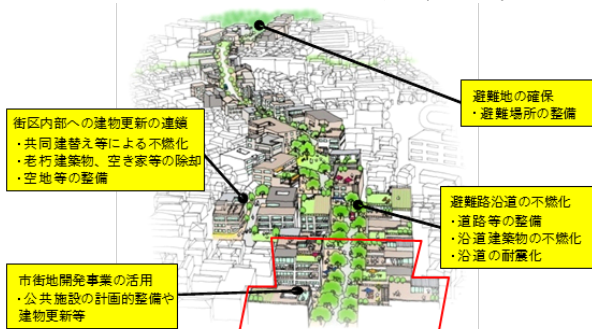 避難地の確保
・避難場所の整備
街区内部への建物更新の連鎖
・共同建替え等による不燃化
・老朽建築物、空き家等の除却
・空地等の整備
避難路沿道の不燃化
・道路等の整備
・沿道建築物の不燃化
・沿道の耐震化
市街地開発事業の活用
・公共施設の計画的整備や
建物更新等